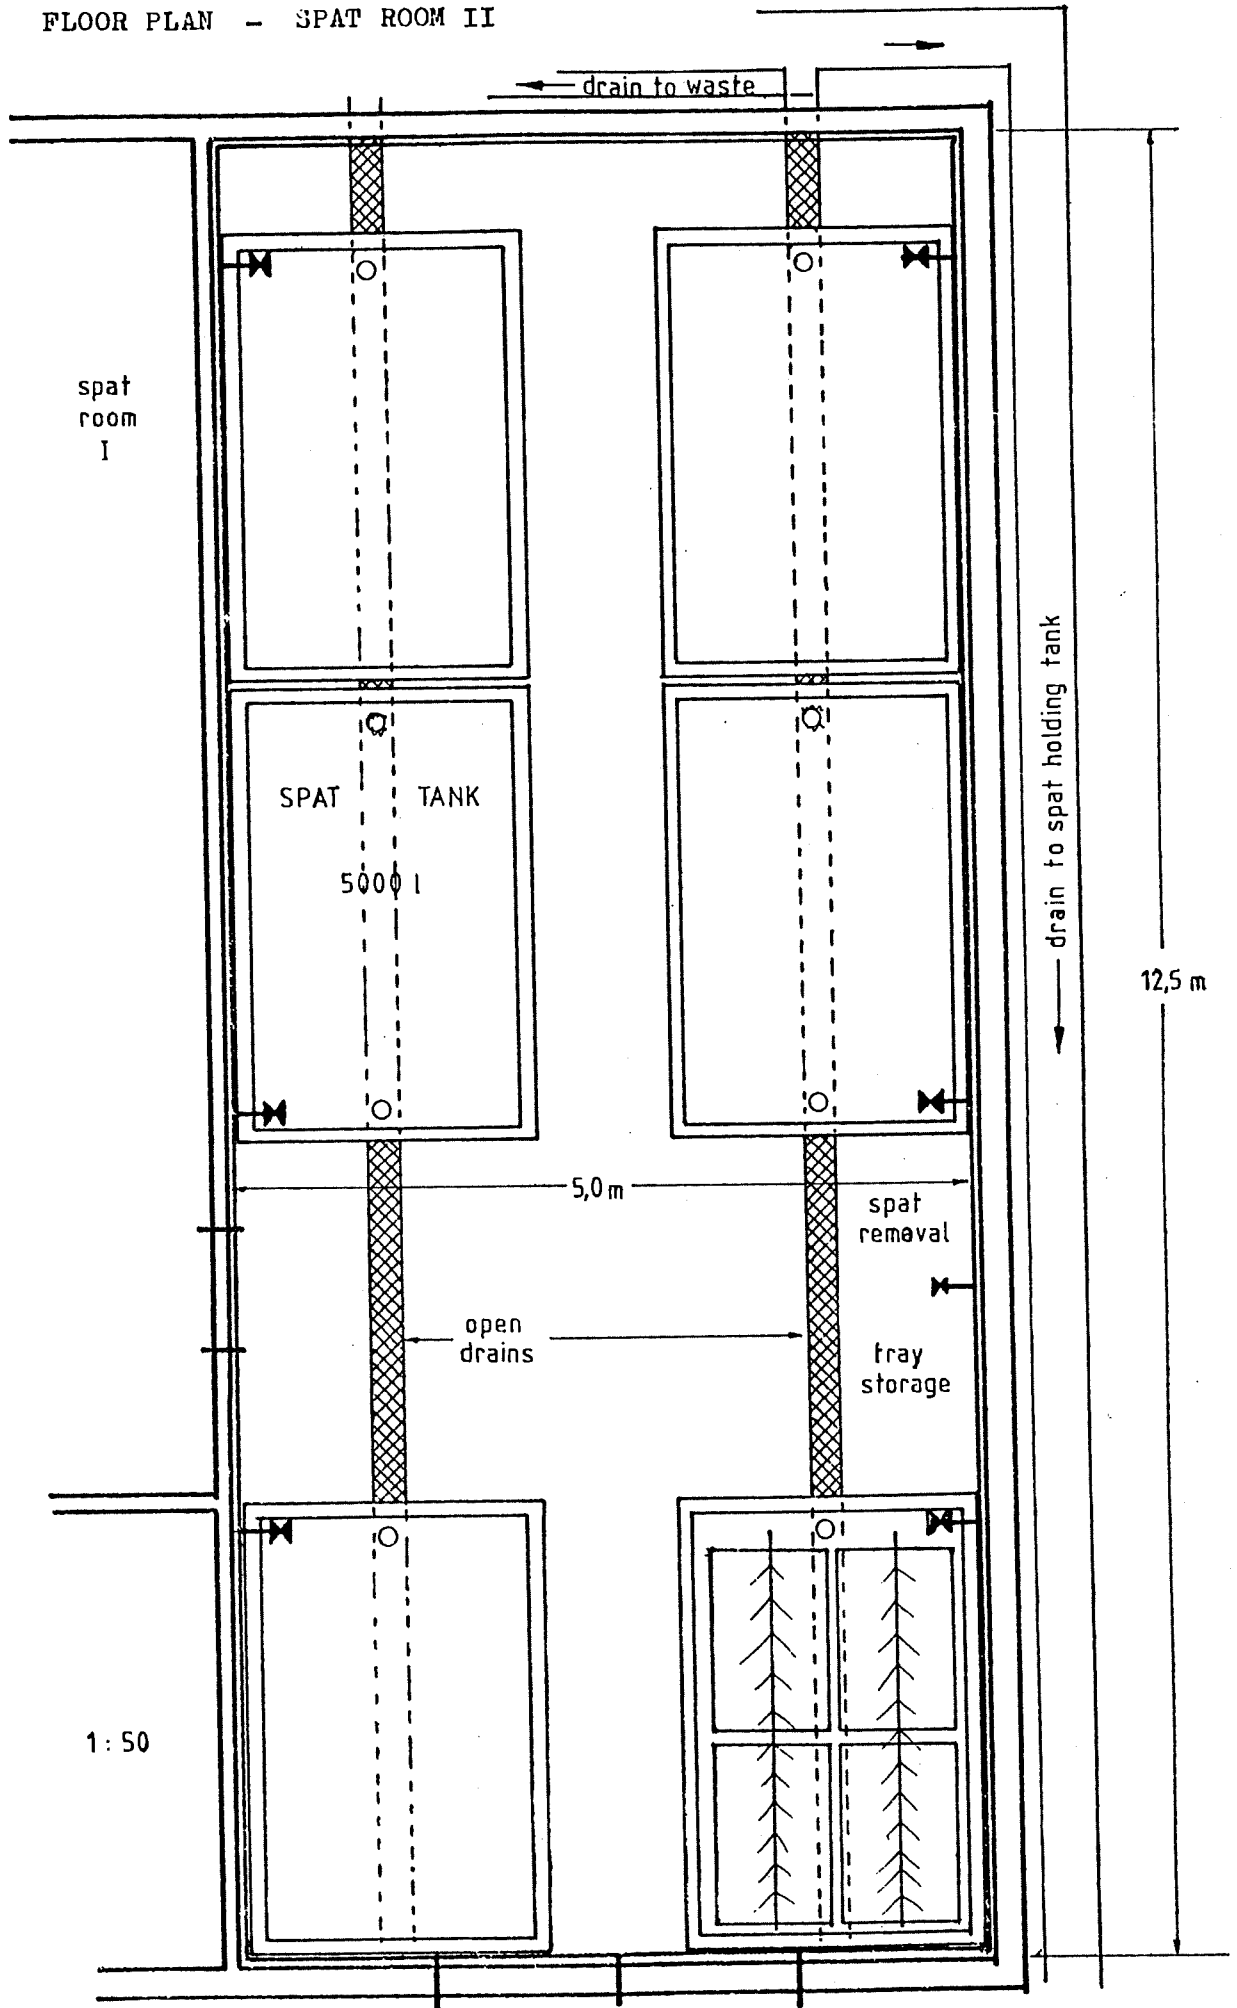 FLOOR PLAN - SPAT ROOM II
drain to waste
spat
room
I
SPAT TANK
5000 l
drain to spat holding tank
12,5 m
5,0 m
spat
removal
open
drains
tray
storage
1:50